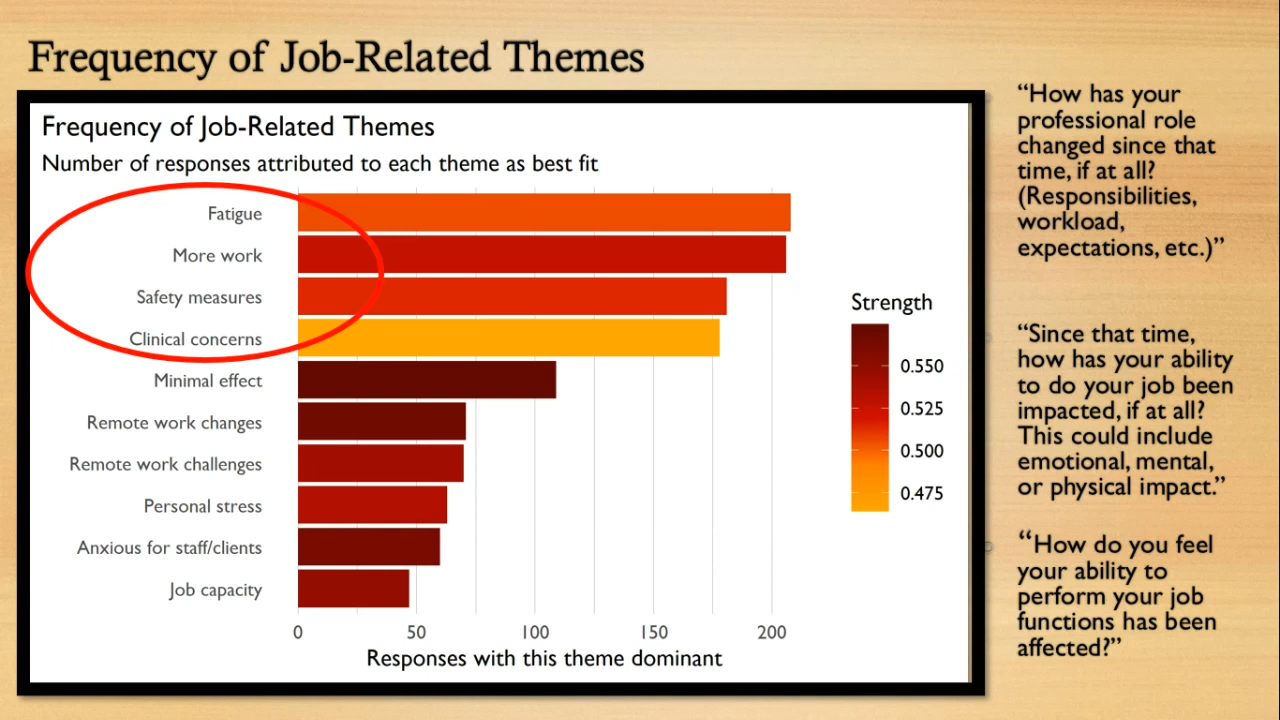 Frequency of Job-Related Themes
Frequency of Job-Related Themes
Number of responses attributed to each theme as best fit
Fatigue
More work
Safety measures
Clinical concerns
Minimal effect
Remote work changes
Remote work challenges
Personal stress
Anxious for staff/clients
Job capacity
0
50
100
150
200
Responses with this theme dominant
Strength
0.550
0.525
0.500
0.475
“How has your
professional role
changed since that
time, if at all?
(Responsibilities,
workload,
expectations, etc.)”
“Since that time,
how has your ability
to do your job been
impacted, if at all?
This could include
emotional, mental,
or physical impact.”
“How do you feel
your ability to
perform your job
functions has been
affected?”